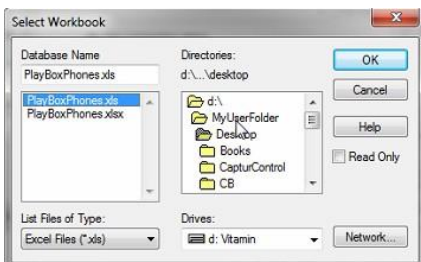 Select Workbook
Database Name
PlayBoxPhones.xls
PlayBoxPhones.xls
PlayBoxPhones.xlsx
List Files of Type:
Excel Files (*.xls)
Directories:
d:\...\desktop
d:\
MyUserFolder
Desktop
Books
CapturControl
CB
Drives:
d: Vitamin
OK
Cancel
Help
Read Only
Network...